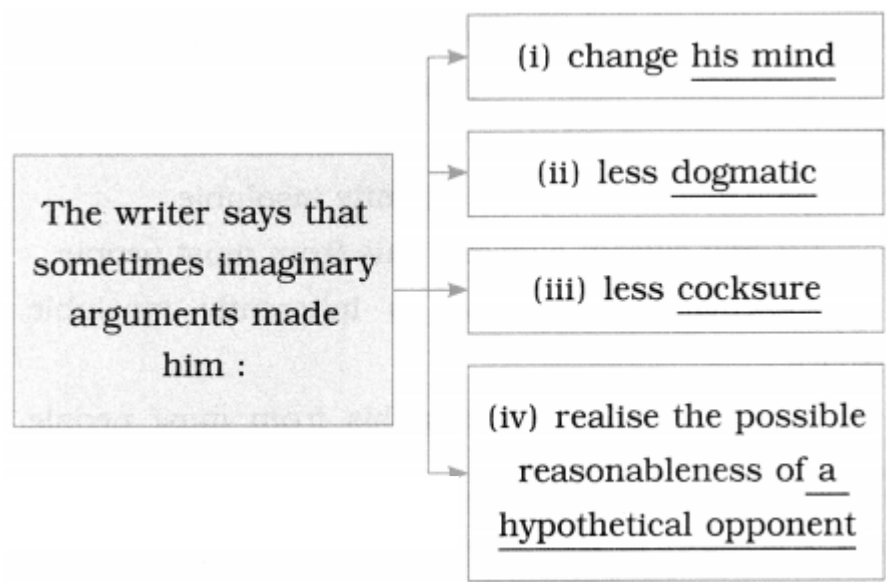 The writer says that
sometimes imaginary
arguments made
him :
(i) change his mind
(ii) less dogmatic
(iii) less cocksure
(iv) realise the possible
reasonableness of a
hypothetical opponent